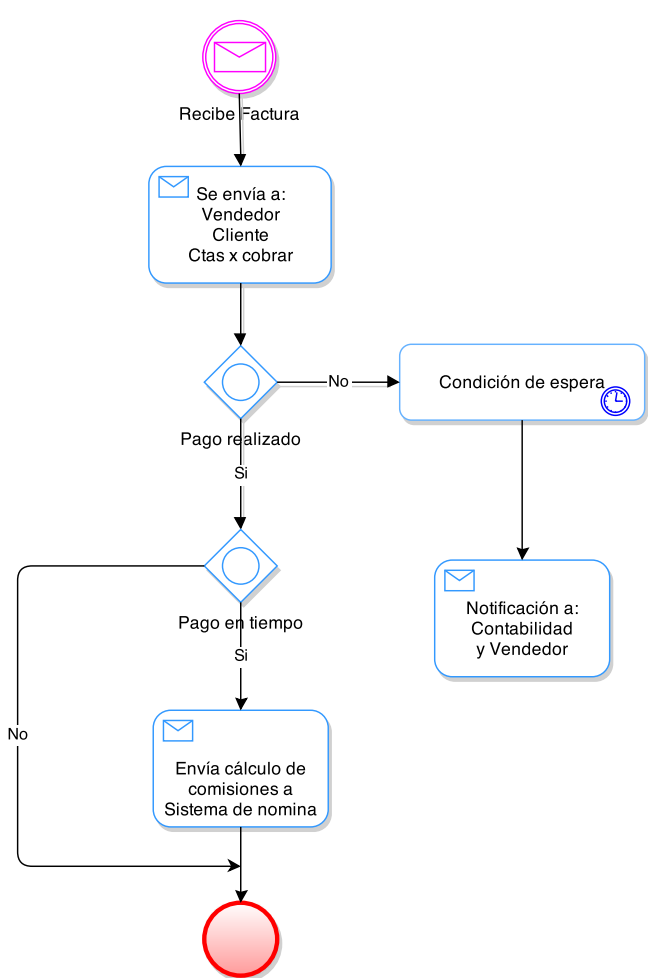 Recibe Factura
Se envía a:
Vendedor
Cliente
Ctas x cobrar
No
Condición de espera
Pago realizado
Si
Pago en tiempo
Si
Notificación a:
Contabilidad
y Vendedor
No
Envía cálculo de
comisiones a
Sistema de nomina